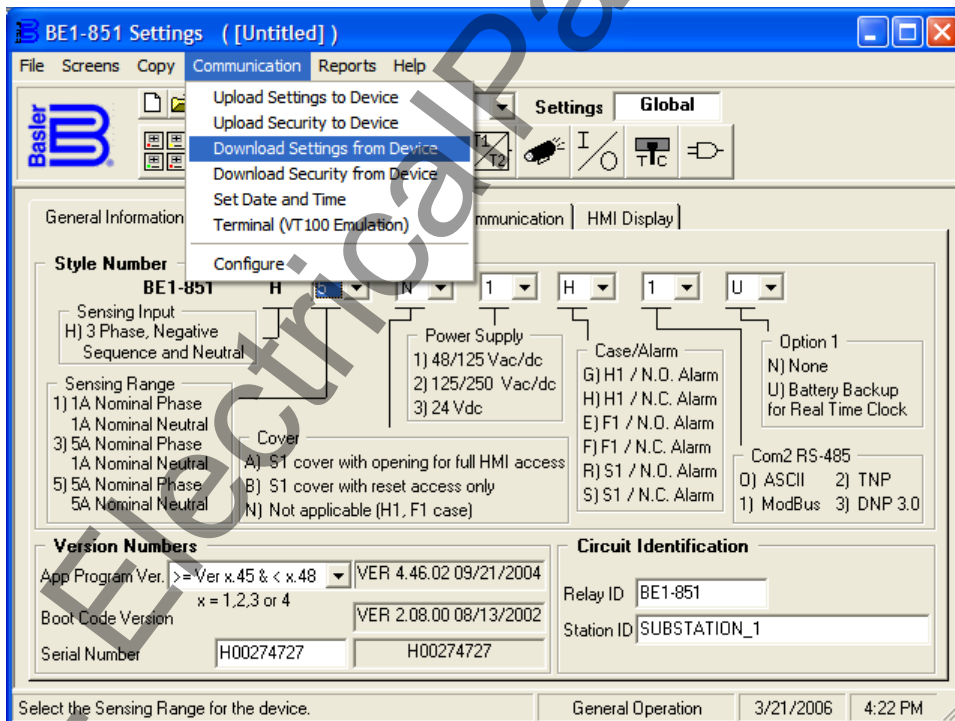 BE1-851 Settings ( [Untitled] )
File Screens Copy Communication Reports Help
Upload Settings to Device
Upload Security to Device
Download Settings from Device
Download Security from Device
Set Date and Time
Terminal (VT100 Emulation)
Configure
Basler
Settings Global
T1 T2
I O
T C
General Information
HMI Display
Style Number
BE1-851 H 5 N 1 H 1 U
Sensing Input
H) 3 Phase, Negative
Sequence and Neutral
Sensing Range
1) 1A Nominal Phase
1A Nominal Neutral
3) 5A Nominal Phase
1A Nominal Neutral
5) 5A Nominal Phase
5A Nominal Neutral
Cover
A) S1 cover with opening for full HMI access
B) S1 cover with reset access only
N) Not applicable (H1, F1 case)
Power Supply
1) 48/125 Vac/dc
2) 125/250 Vac/dc
3) 24 Vdc
Case/Alarm
G) H1 / N.O. Alarm
H) H1 / N.C. Alarm
E) F1 / N.O. Alarm
F) F1 / N.C. Alarm
R) S1 / N.O. Alarm
S) S1 / N.C. Alarm
Option 1
N) None
U) Battery Backup
for Real Time Clock
Com2 RS-485
0) ASCII 2) TNP
1) ModBus 3) DNP 3.0
Version Numbers
App Program Ver. >= Ver x.45 & < x.48 VER 4.46.02 09/21/2004
x = 1,2,3 or 4
Boot Code Version VER 2.08.00 08/13/2002
Serial Number H00274727 H00274727
Circuit Identification
Relay ID BE1-851
Station ID SUBSTATION_1
Select the Sensing Range for the device. General Operation 3/21/2006 4:22 PM